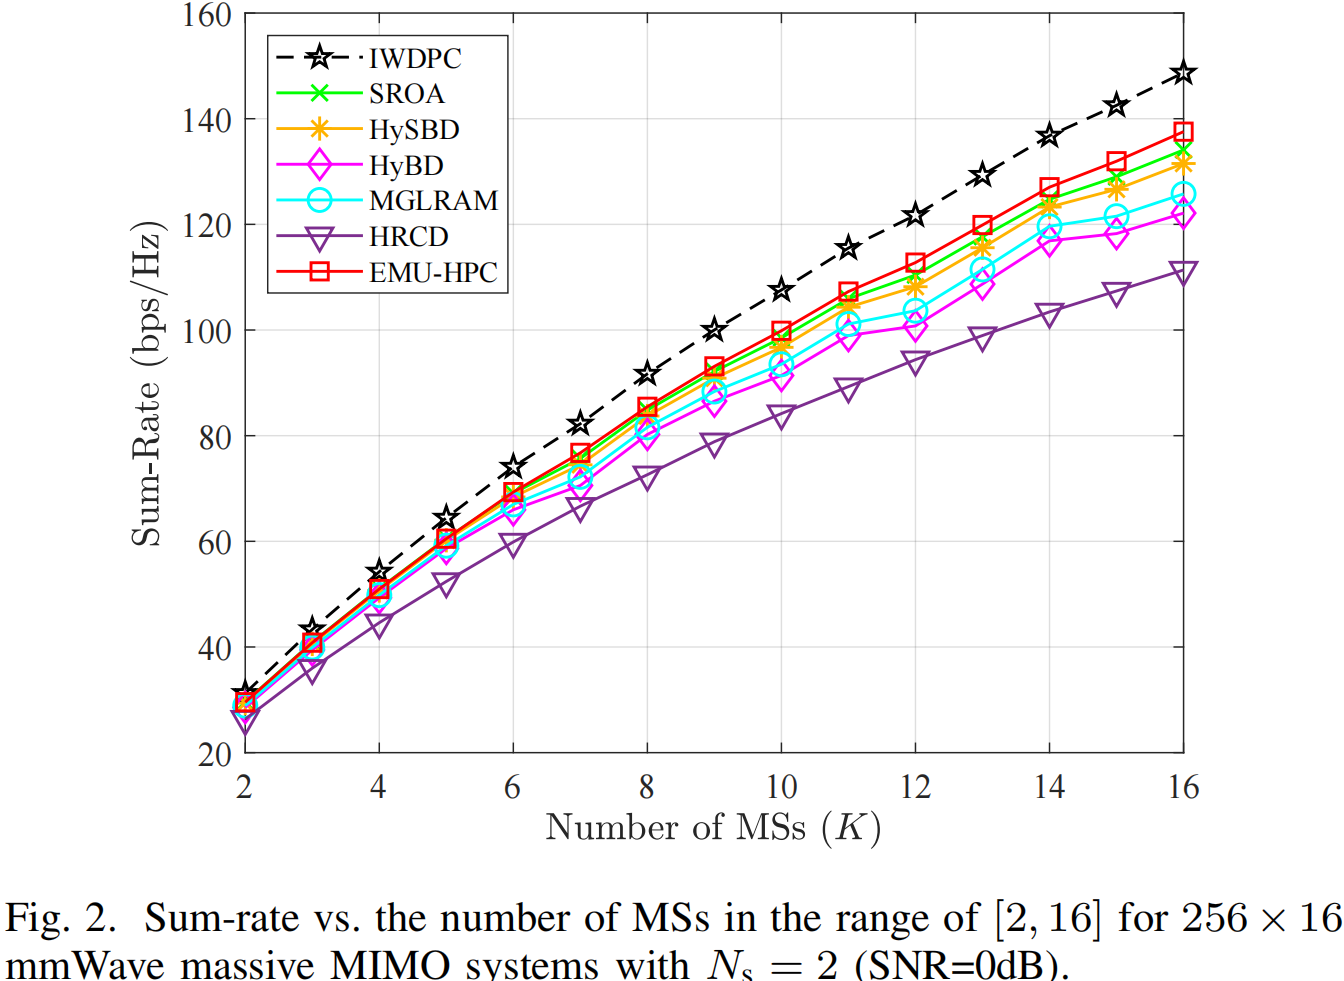 160
140
120
100
80
60
40
20
Sum-Rate (bps/Hz)
IWDPC
SROA
HySBD
HyBD
MGLRAM
HRCD
EMU-HPC
2 4 6 8 10 12 14 16
Number of MSs (K)
Fig. 2. Sum-rate vs. the number of MSs in the range of [2, 16] for 256 × 16
mmWave massive MIMO systems with Nₛ = 2 (SNR=0dB).